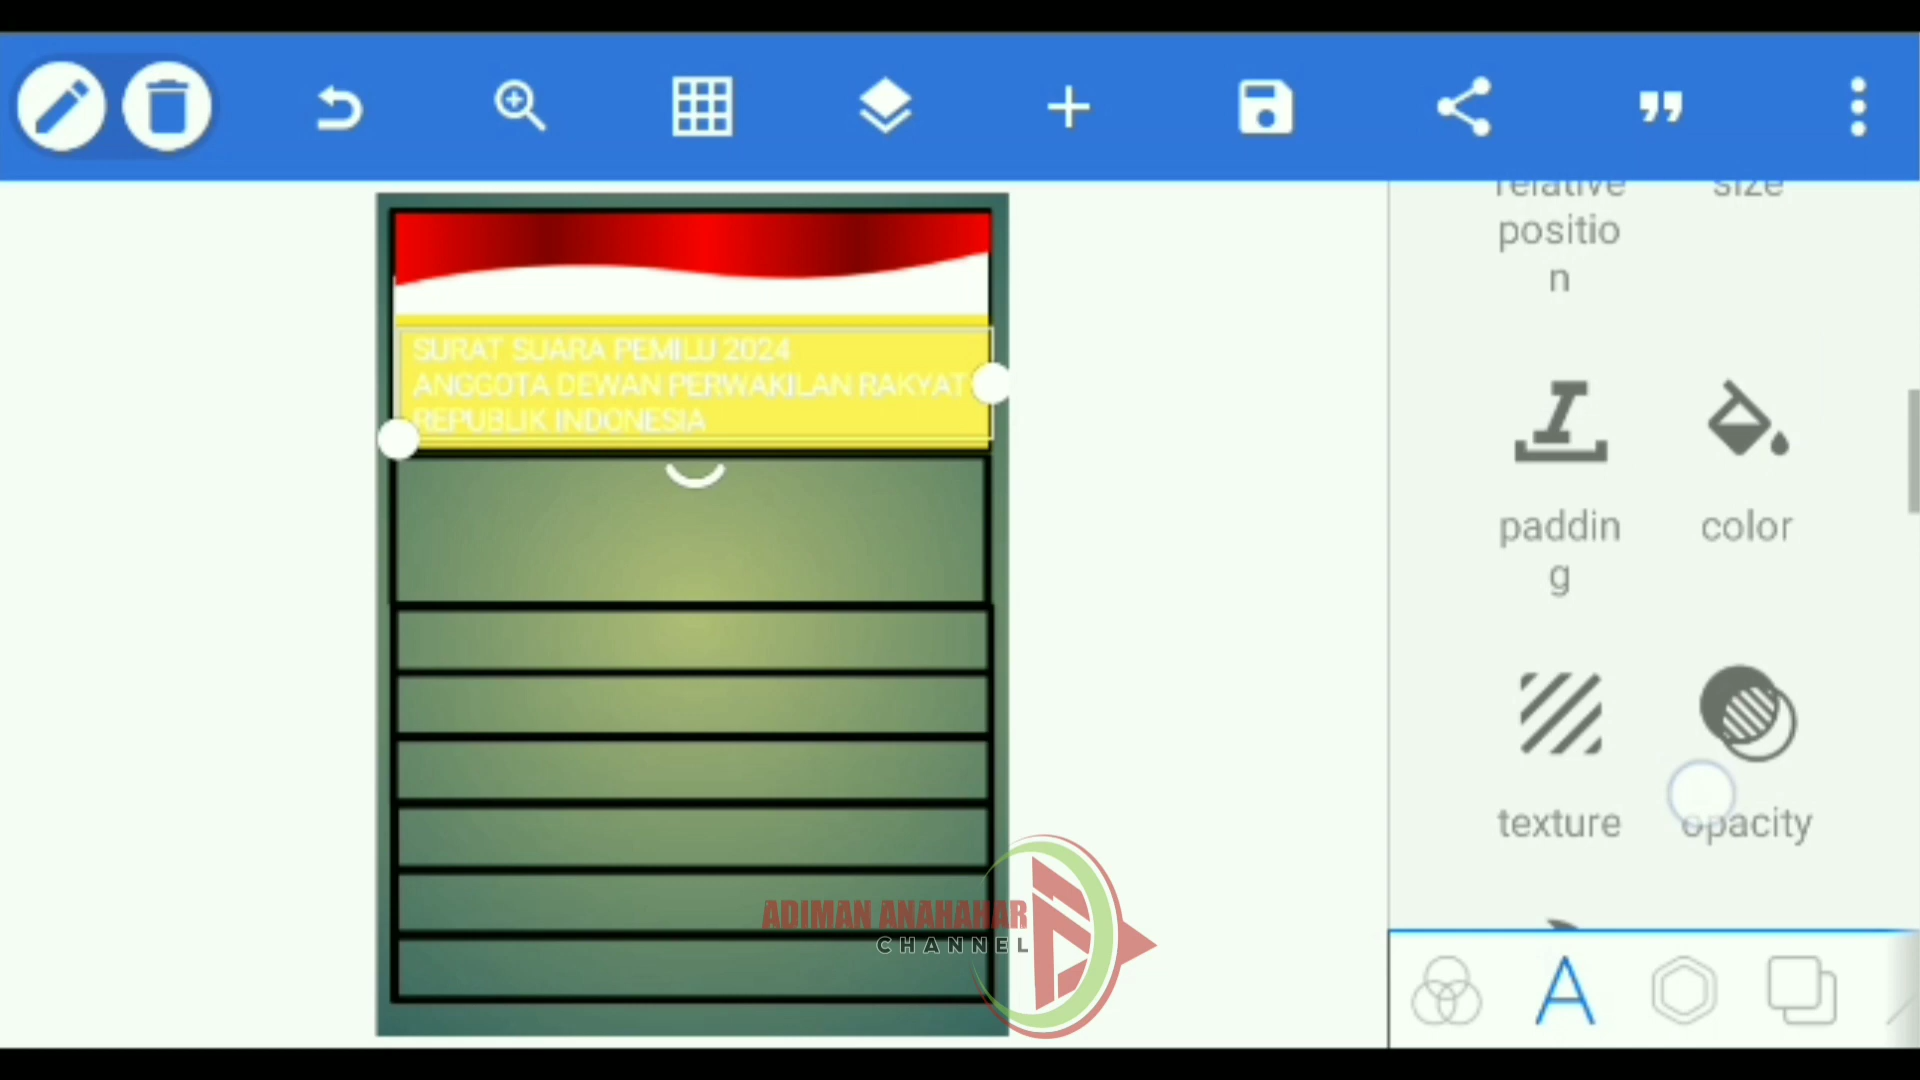 relative
positio
n
size
SURAT SUARA PEMILU 2024
ANGGOTA DEWAN PERWAKILAN RAKYAT
REPUBLIK INDONESIA
paddin
g
color
texture
opacity
ADIMAN ANAHAHAR
CHANNEL